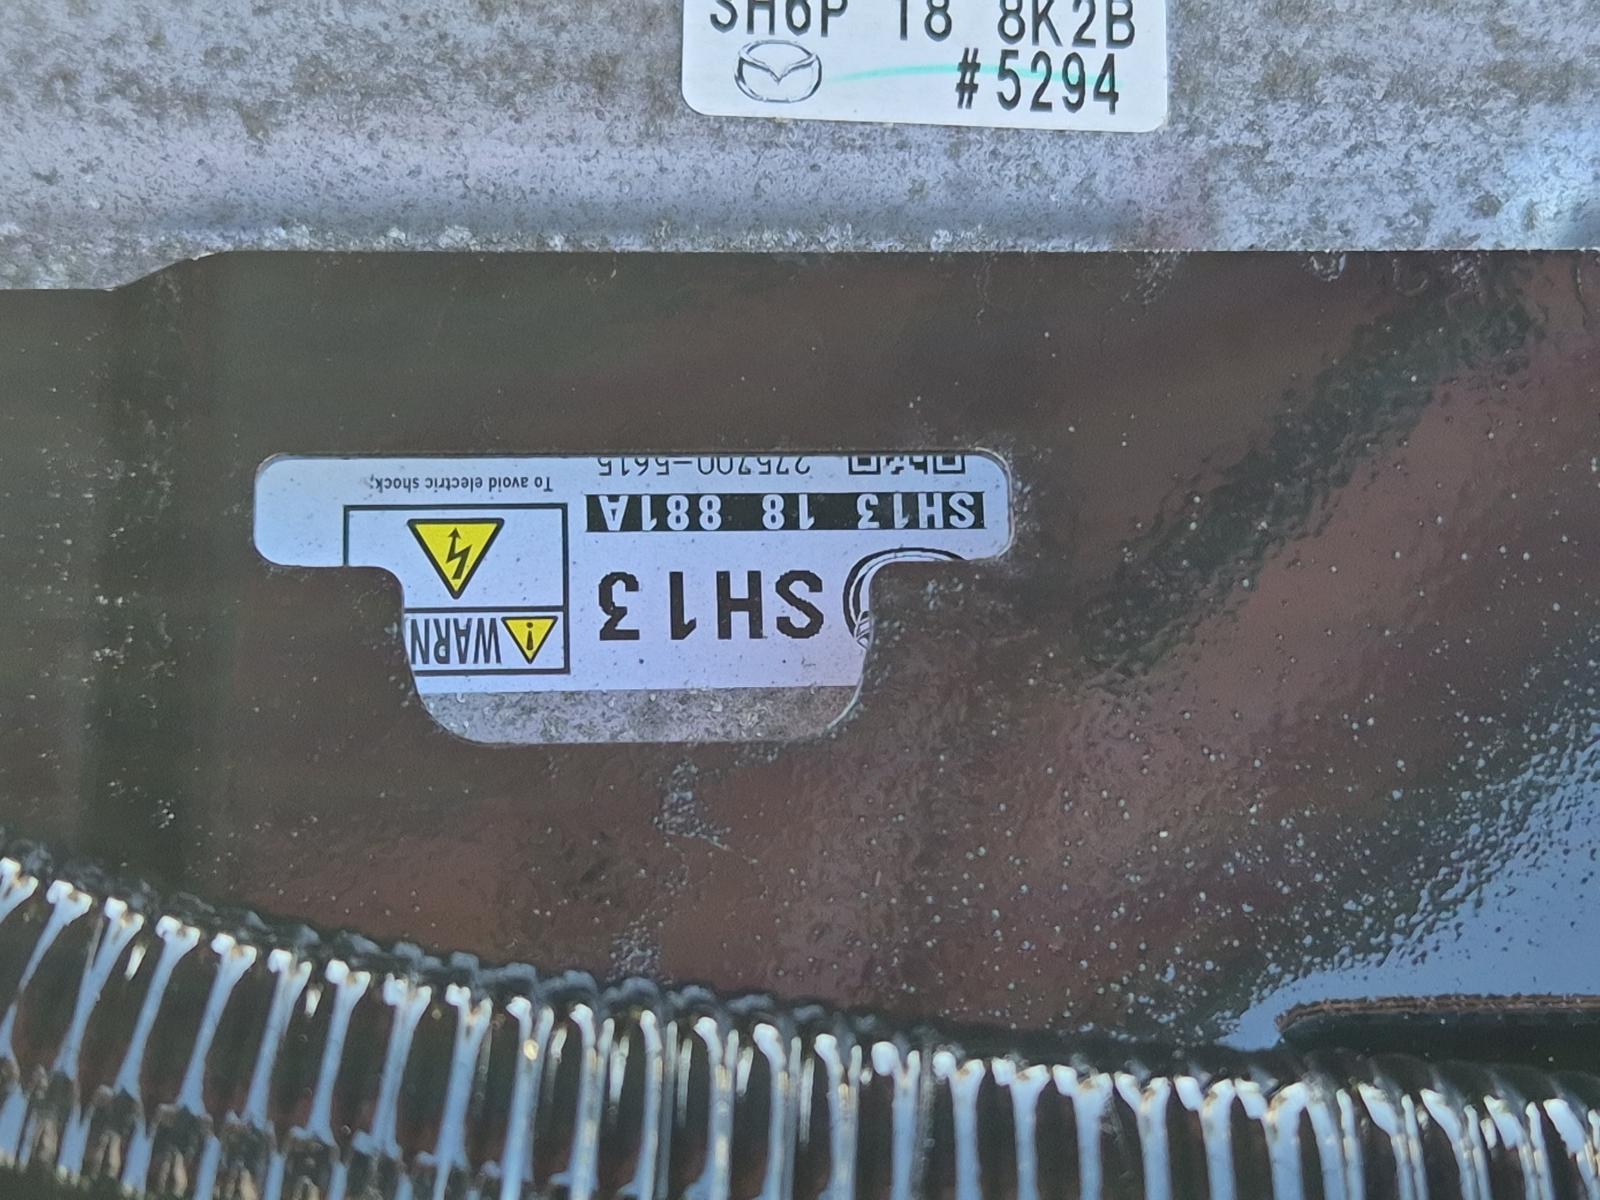 SH6P 18 8K2B
#5294
WARN
SH13
SH13 18 881A
To avoid electric shock,
275700-5615